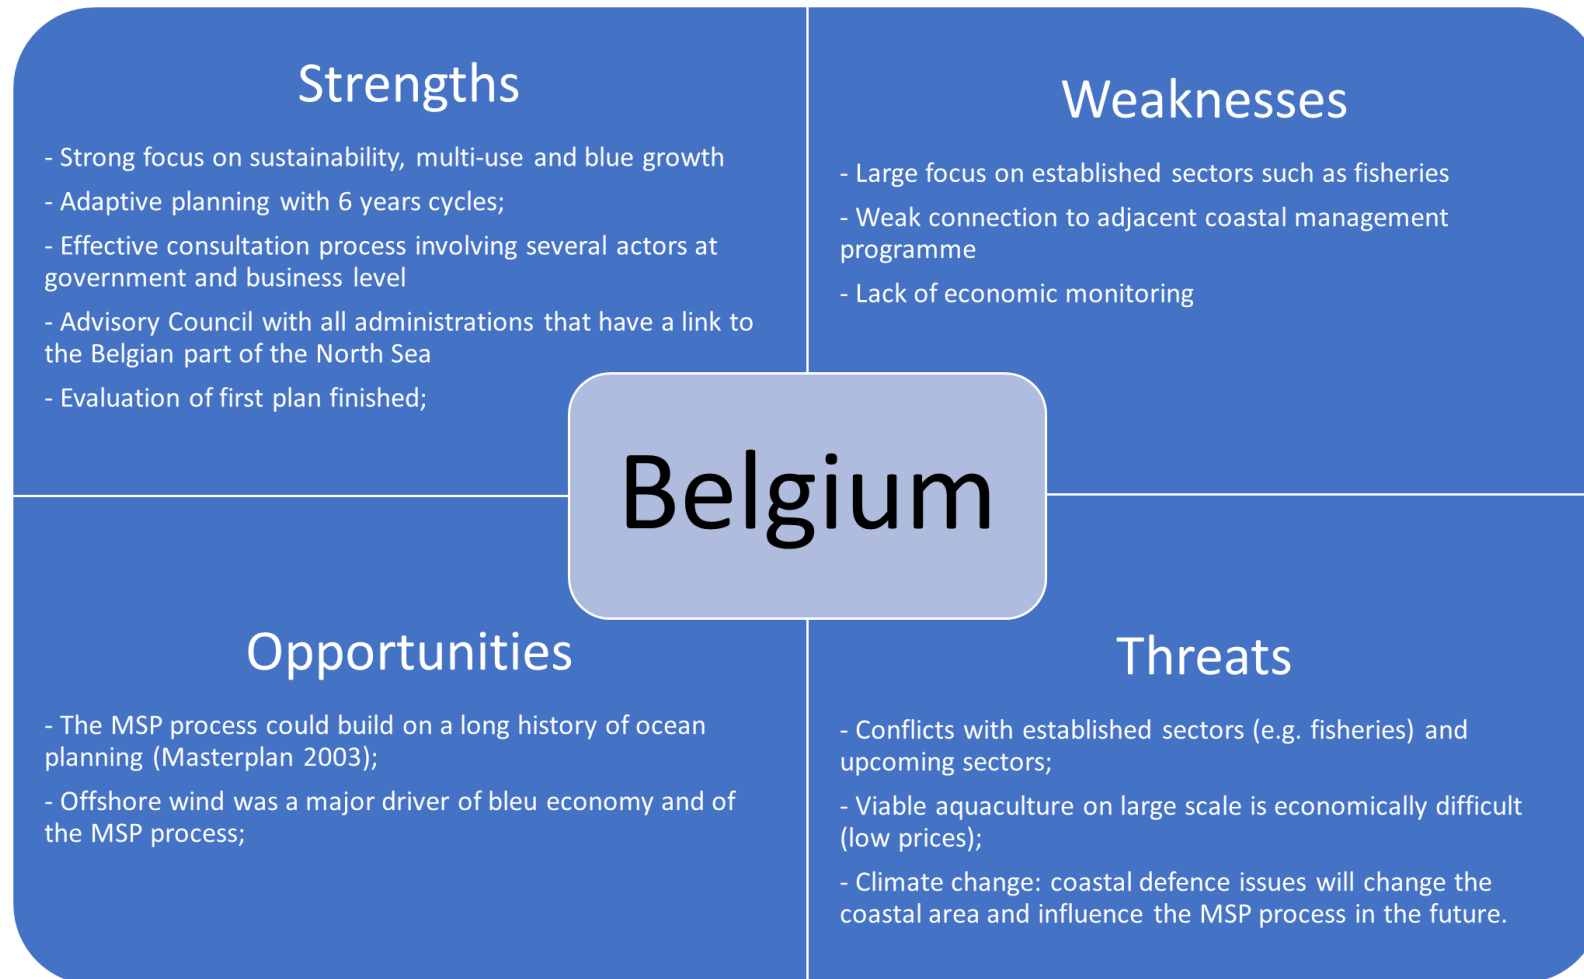 Strengths
- Strong focus on sustainability, multi-use and blue growth
- Adaptive planning with 6 years cycles;
- Effective consultation process involving several actors at
government and business level
- Advisory Council with all administrations that have a link to
the Belgian part of the North Sea
- Evaluation of first plan finished;
Weaknesses
- Large focus on established sectors such as fisheries
- Weak connection to adjacent coastal management
programme
- Lack of economic monitoring
Belgium
Opportunities
- The MSP process could build on a long history of ocean
planning (Masterplan 2003);
- Offshore wind was a major driver of bleu economy and of
the MSP process;
Threats
- Conflicts with established sectors (e.g. fisheries) and
upcoming sectors;
- Viable aquaculture on large scale is economically difficult
(low prices);
- Climate change: coastal defence issues will change the
coastal area and influence the MSP process in the future.